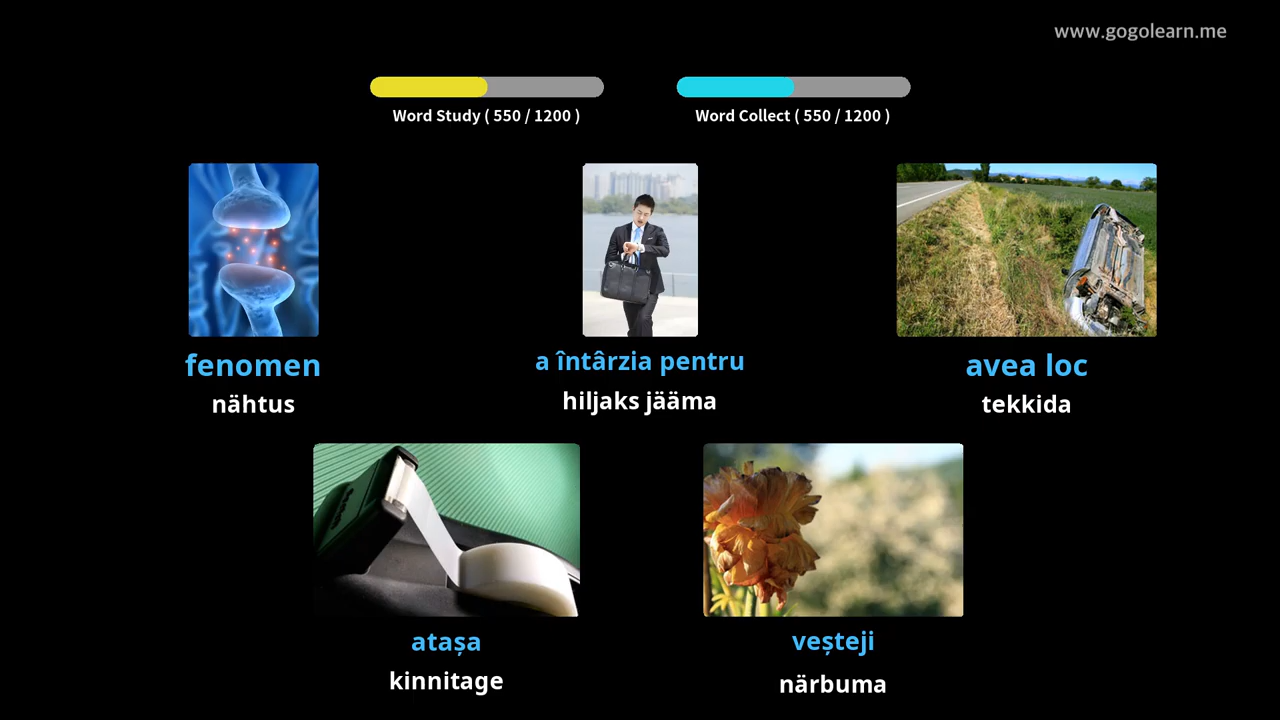 www.gogolearn.me
Word Study ( 550 / 1200 )
Word Collect ( 550 / 1200 )
fenomen
nähtus
a întârzia pentru
hiljaks jääma
avea loc
tekkida
atașa
kinnitage
veșteji
närbuma